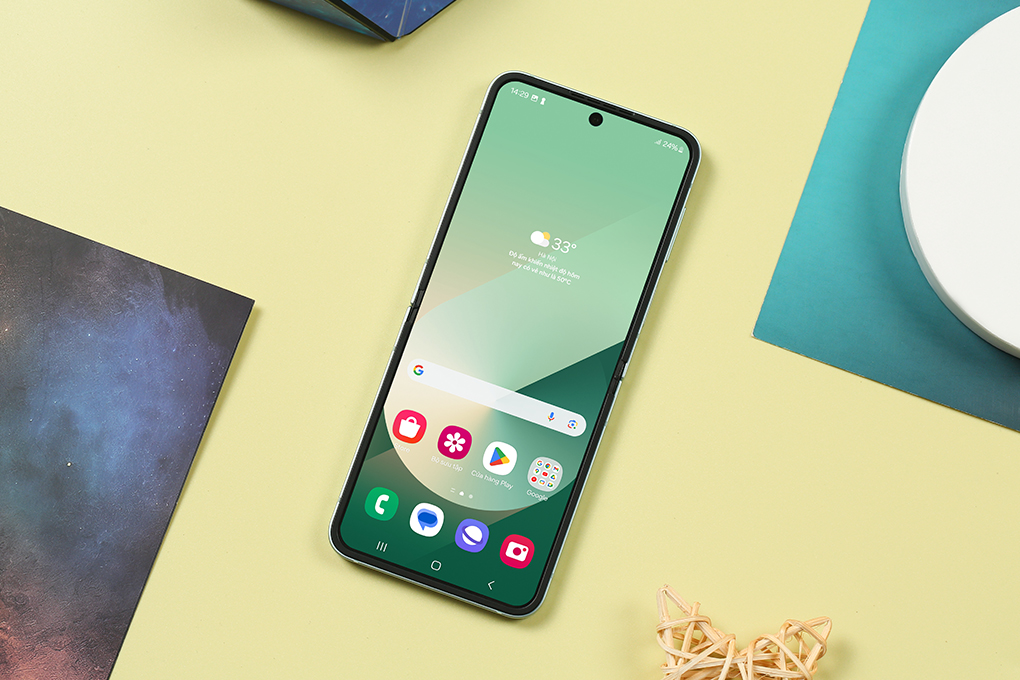 14:29
24%
33°
Hà Nội
Độ ẩm khiến nhiệt độ hôm
nay có vẻ như là 50°C
Bộ sưu tập
Cửa hàng Play
Google